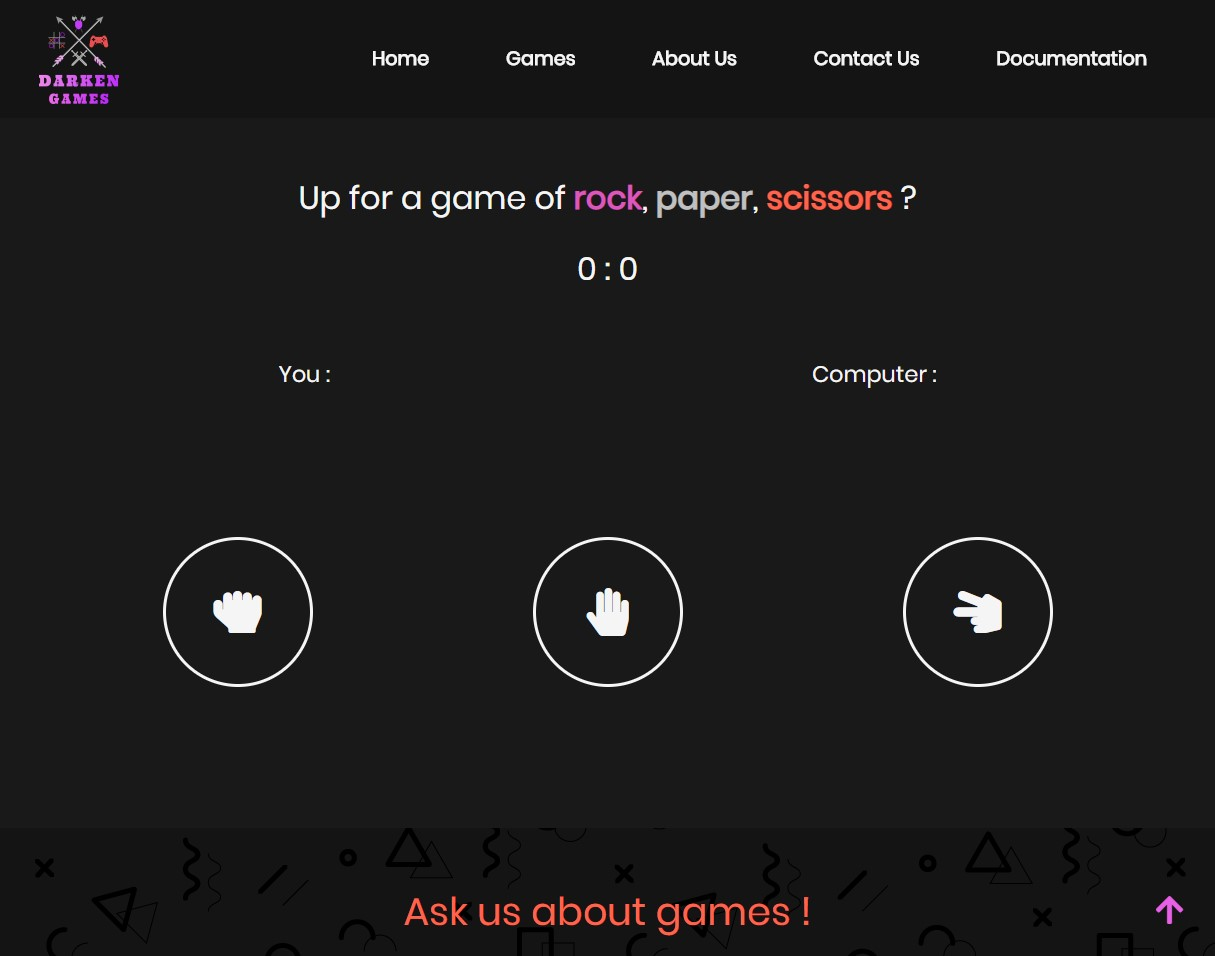 DARKEN
GAMES
Home Games About Us Contact Us Documentation
Up for a game of rock, paper, scissors ?
0 : 0
You : Computer :
Ask us about games !